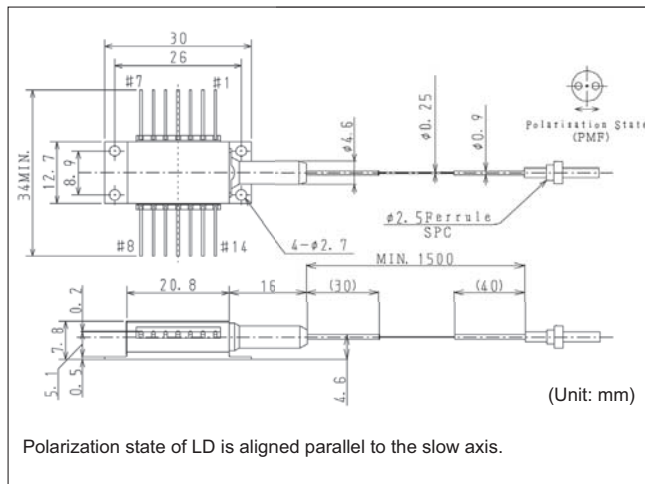 30
26
#7
#1
34MIN.
12.7
8.9
φ4.6
φ0.25
φ0.9
Polarization State
(PMF)
#8
#14
4-φ2.7
φ2.5Ferrule
SPC
MIN. 1500
20.8
16
(30)
(40)
0.2
7.8
5.1
0.5
4.6
(Unit: mm)
Polarization state of LD is aligned parallel to the slow axis.